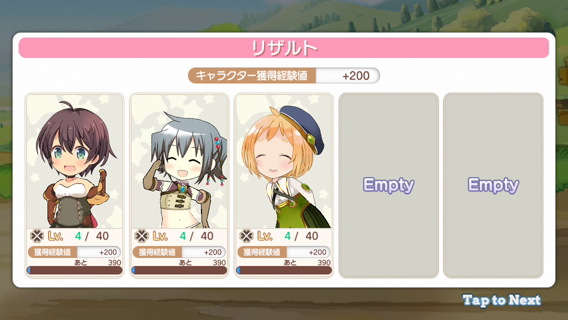 リザルト
キャラクター獲得経験値 +200
Lv. 4 / 40
獲得経験値 +200
あと 390
Lv. 4 / 40
獲得経験値 +200
あと 390
Lv. 4 / 40
獲得経験値 +200
あと 390
Empty
Empty
Tap to Next